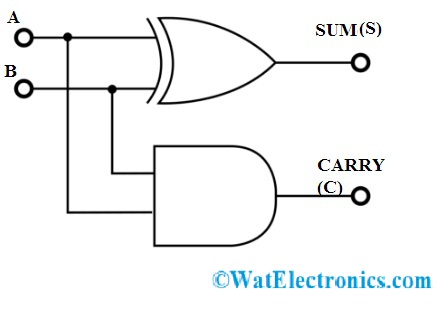 A
SUM(S)
B
CARRY
(C)
©WatElectronics.com